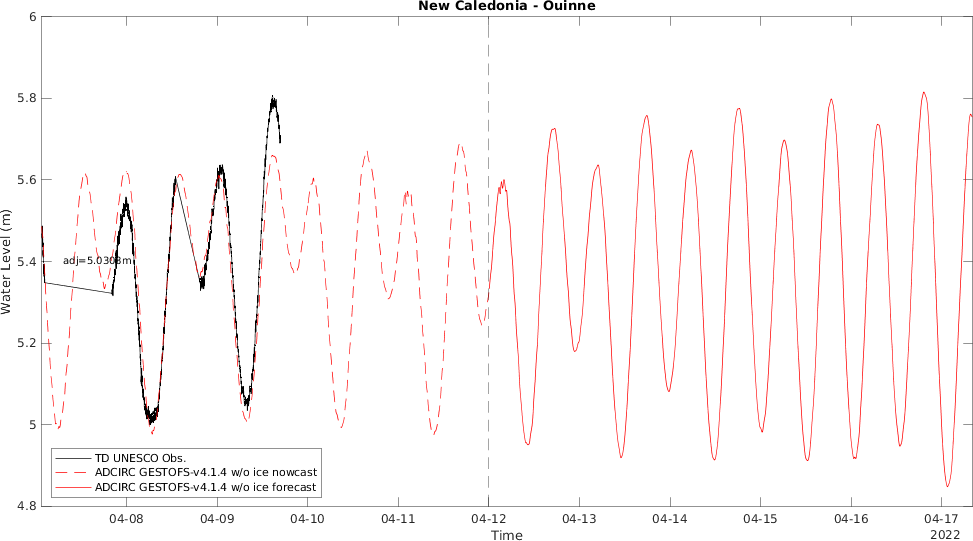 New Caledonia - Ouinne
6
5.8
5.6
5.4
5.2
5
4.8
Water Level (m)
adj=5.0303m
TD UNESCO Obs.
ADCIRC GESTOFS-v4.1.4 w/o ice nowcast
ADCIRC GESTOFS-v4.1.4 w/o ice forecast
04-08 04-09 04-10 04-11 04-12 04-13 04-14 04-15 04-16 04-17
Time
2022